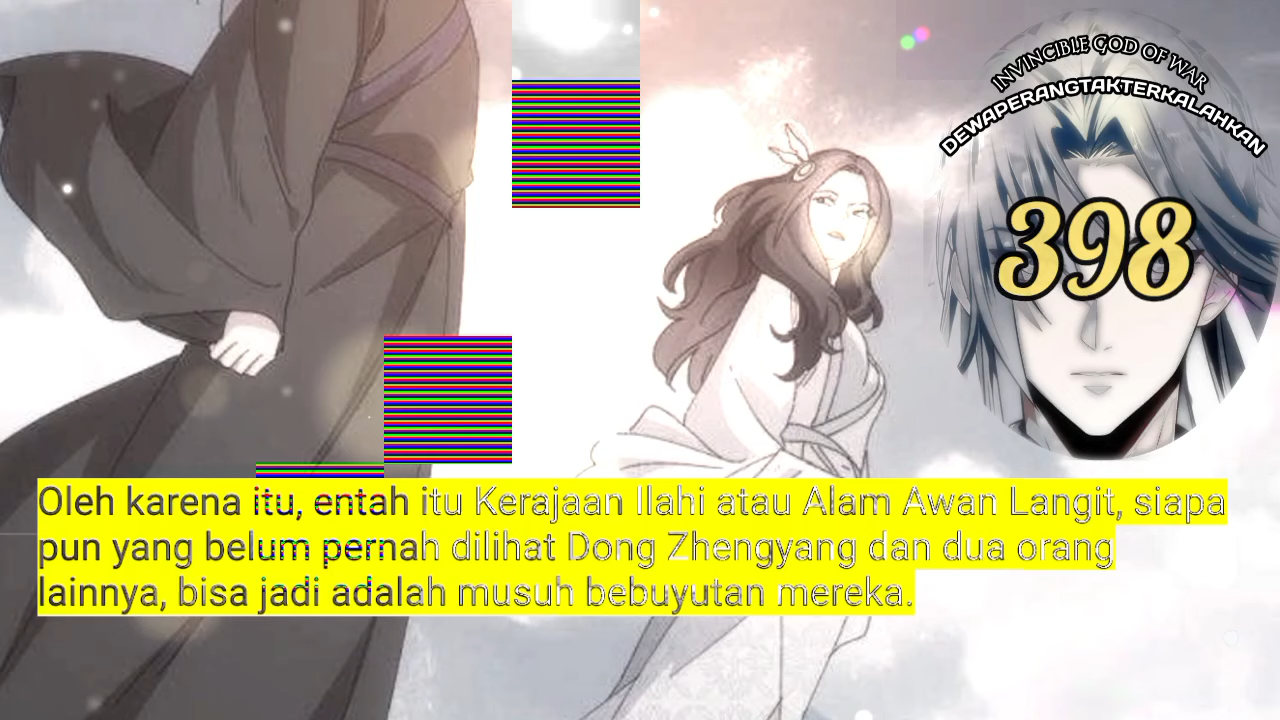 INVINCIBLE GOD OF WAR
DEWAPERANGTAKTERKALAHKAN
398
Oleh karena itu, entah itu Kerajaan Ilahi atau Alam Awan Langit, siapa
pun yang belum pernah dilihat Dong Zhengyang dan dua orang
lainnya, bisa jadi adalah musuh bebuyutan mereka.